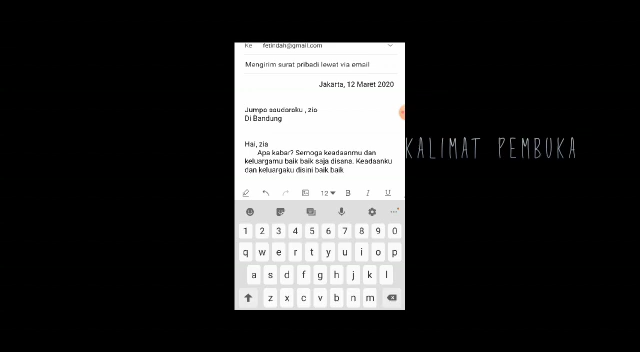 Ke fetindah@gmail.com
Mengirim surat pribadi lewat email
Jakarta, 12 Maret 2020
Jumpa saudaraku , zia
Di Bandung
Hai, zia
Apa kabar? Semoga keadaanmu dan
keluargamu baik baik saja disana. Keadaanku
dan keluargaku disini baik baik
KALIMAT PEMBUKA
12 B I U
1 2 3 4 5 6 7 8 9 0
q w e r t y u i o p
a s d f g h j k l
z x c v b n m